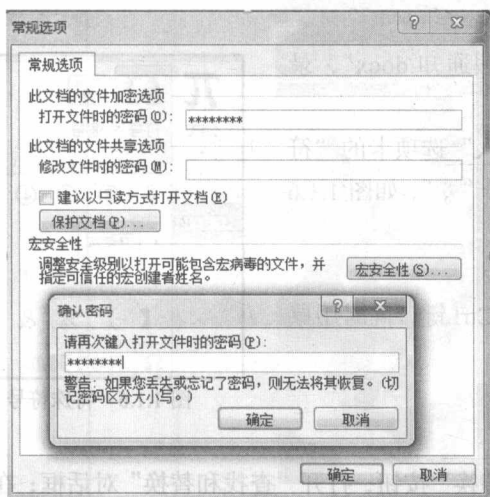 常规选项
常规选项
此文档的文件加密选项
打开文件时的密码(O): ********
此文档的文件共享选项
修改文件时的密码(M):
建议以只读方式打开文档(E)
保护文档(P)...
宏安全性
调整安全级别以打开可能包含宏病毒的文件，并
指定可信任的宏创建者姓名。
宏安全性(S)...
确认密码
请再次键入打开文件时的密码(P):
********
警告: 如果您丢失或忘记了密码，则无法将其恢复。(切
记密码区分大小写。)
确定 取消
确定 取消